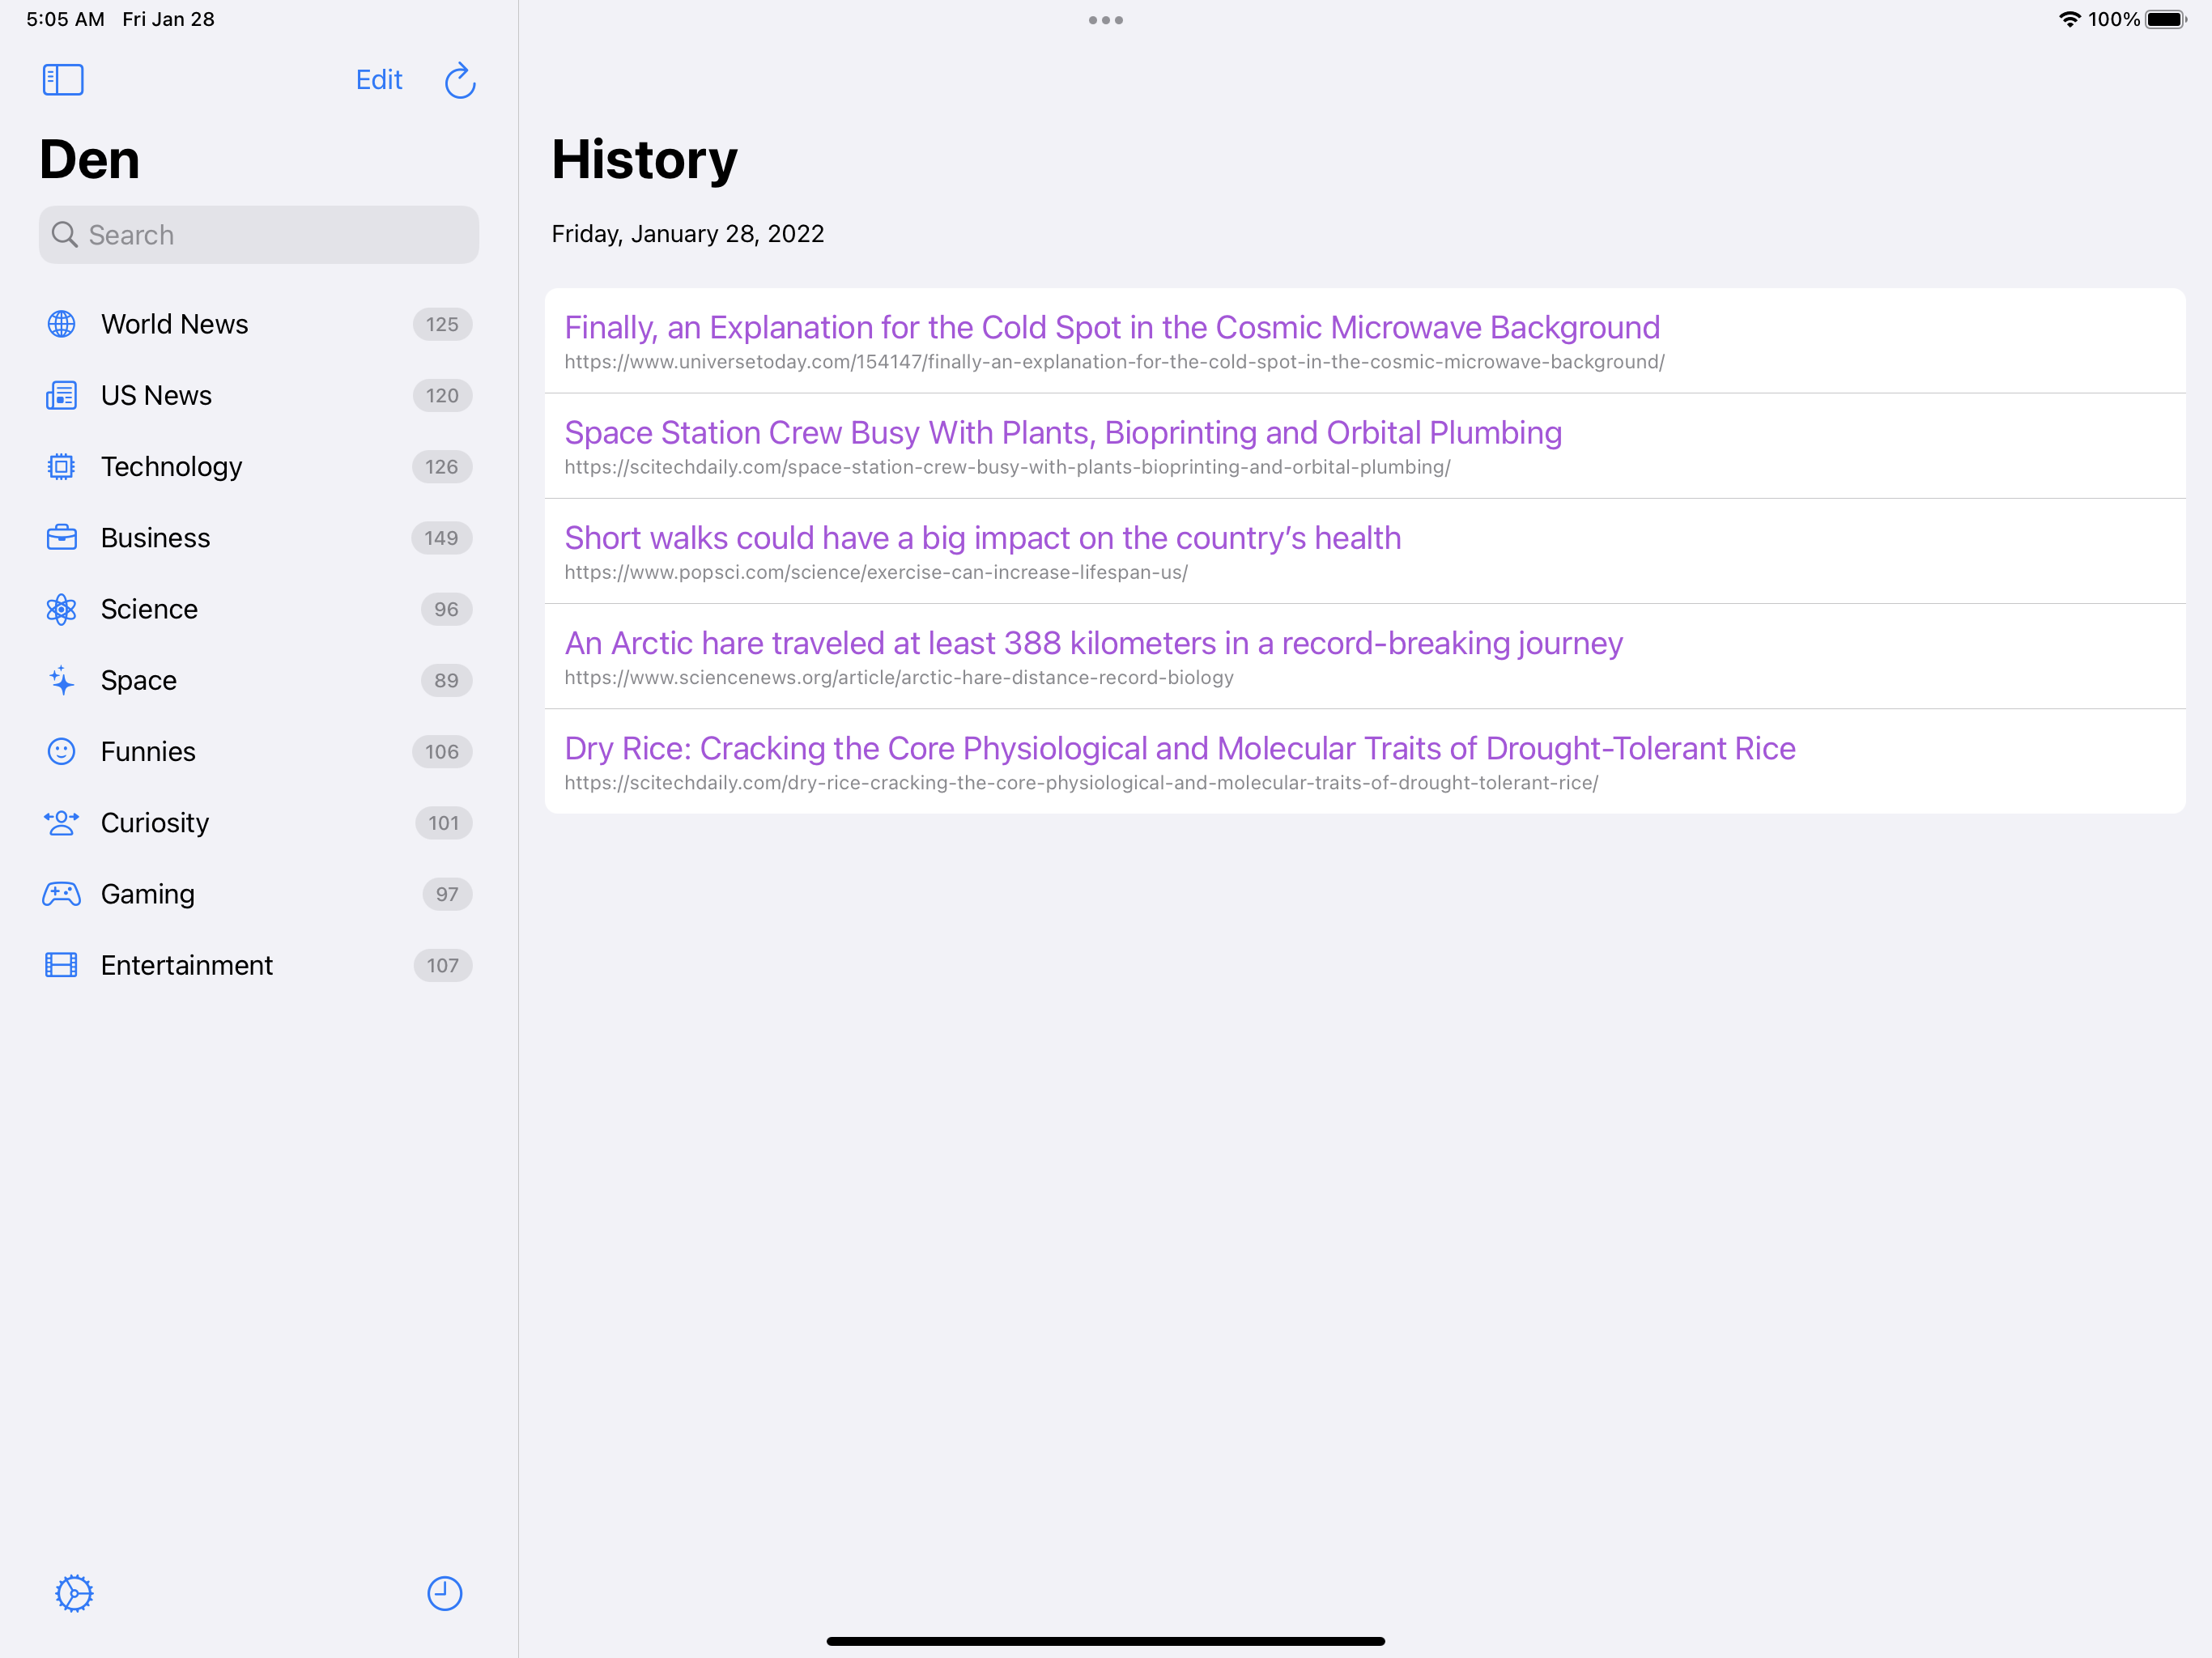 5:05 AM Fri Jan 28
100%
Edit
Den
Search
World News 125
US News 120
Technology 126
Business 149
Science 96
Space 89
Funnies 106
Curiosity 101
Gaming 97
Entertainment 107
History
Friday, January 28, 2022
Finally, an Explanation for the Cold Spot in the Cosmic Microwave Background
https://www.universetoday.com/154147/finally-an-explanation-for-the-cold-spot-in-the-cosmic-microwave-background/
Space Station Crew Busy With Plants, Bioprinting and Orbital Plumbing
https://scitechdaily.com/space-station-crew-busy-with-plants-bioprinting-and-orbital-plumbing/
Short walks could have a big impact on the country’s health
https://www.popsci.com/science/exercise-can-increase-lifespan-us/
An Arctic hare traveled at least 388 kilometers in a record-breaking journey
https://www.sciencenews.org/article/arctic-hare-distance-record-biology
Dry Rice: Cracking the Core Physiological and Molecular Traits of Drought-Tolerant Rice
https://scitechdaily.com/dry-rice-cracking-the-core-physiological-and-molecular-traits-of-drought-tolerant-rice/